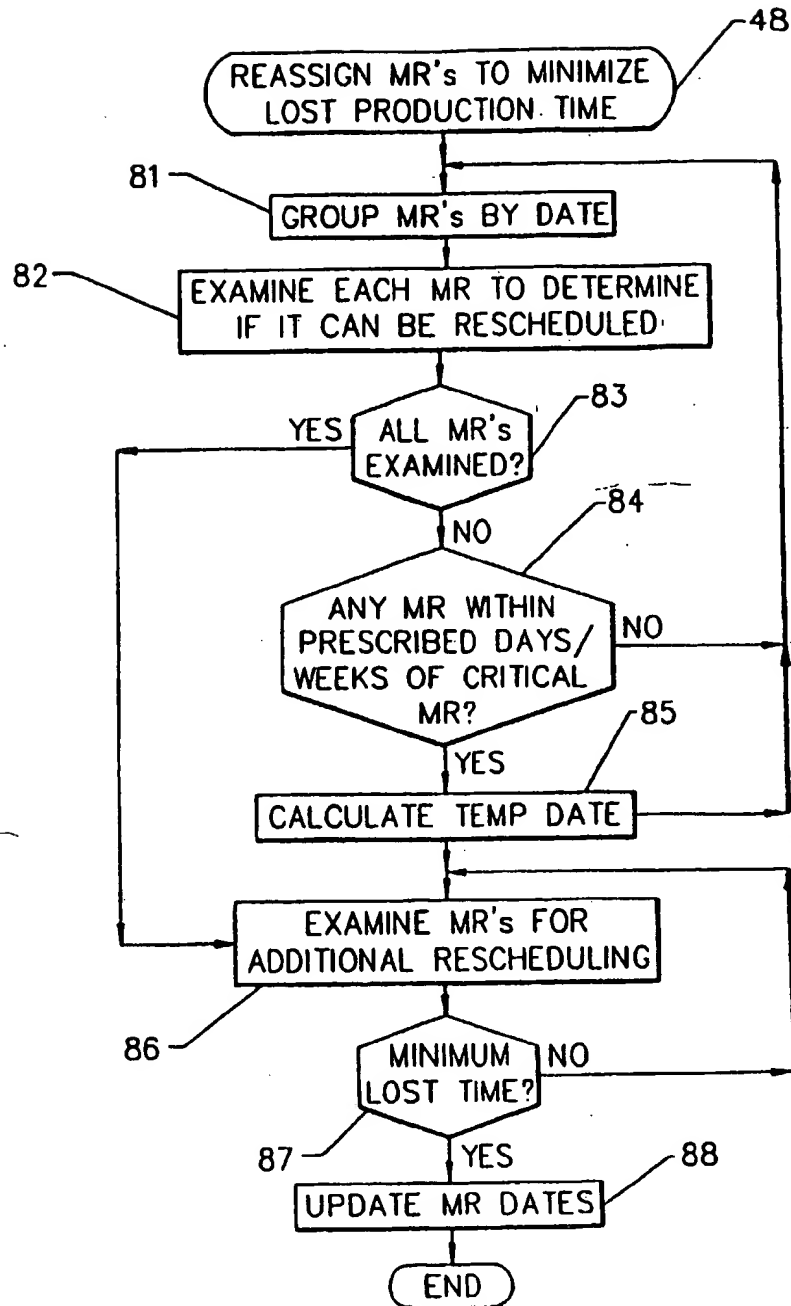 48
REASSIGN MR's TO MINIMIZE
LOST PRODUCTION TIME
81
GROUP MR's BY DATE
82
EXAMINE EACH MR TO DETERMINE
IF IT CAN BE RESCHEDULED
83
YES
ALL MR's
EXAMINED?
NO
84
ANY MR WITHIN
PRESCRIBED DAYS/
WEEKS OF CRITICAL
MR?
NO
YES
85
CALCULATE TEMP DATE
EXAMINE MR's FOR
ADDITIONAL RESCHEDULING
86
MINIMUM
LOST TIME?
NO
87
YES
88
UPDATE MR DATES
END